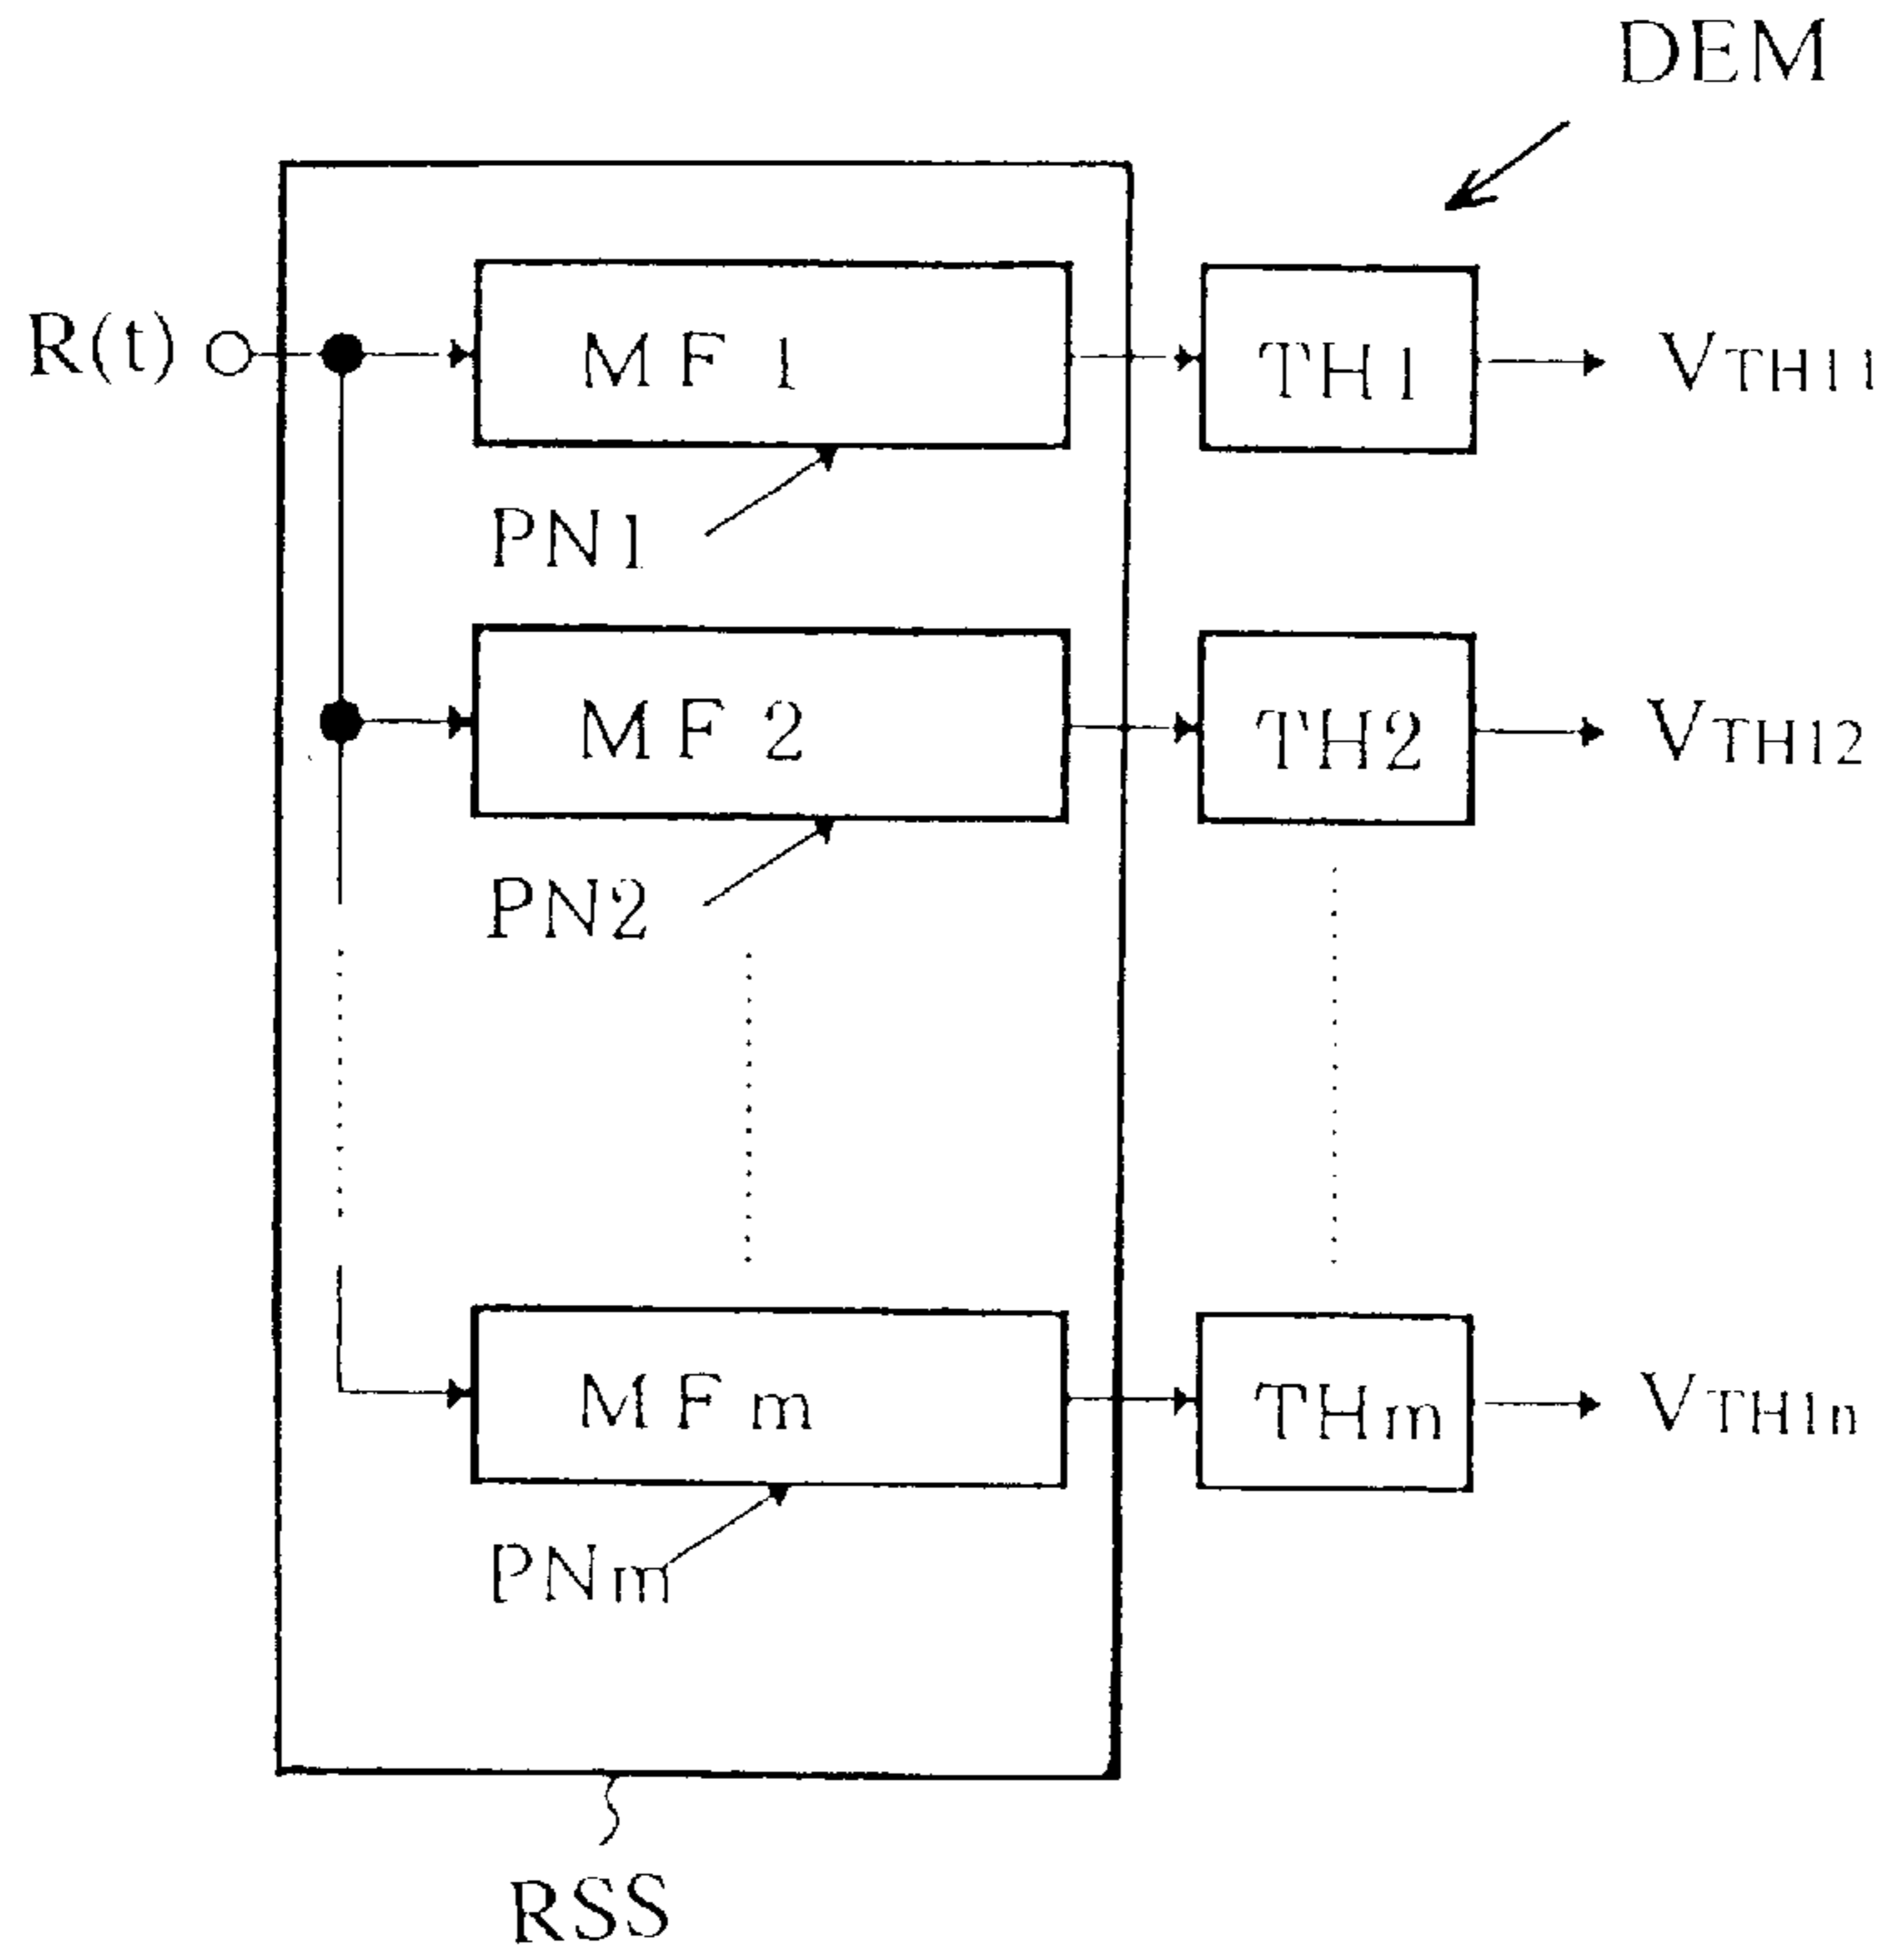 DEM
R(t)
MF 1
TH1
VTH11
PN1
MF 2
TH2
VTH12
PN2
MF m
THm
VTH1n
PNm
RSS